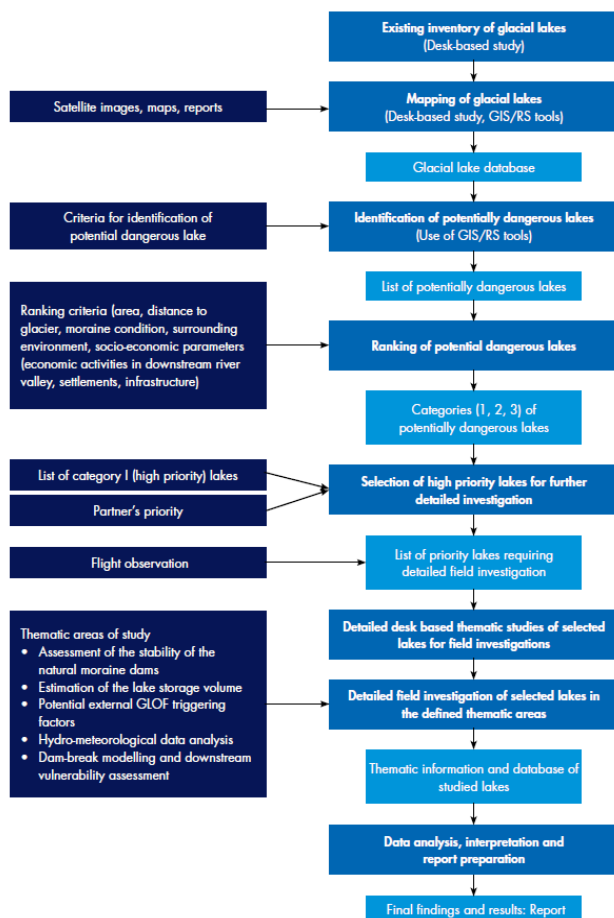 Existing inventory of glacial lakes
(Desk-based study)
Satellite images, maps, reports
Mapping of glacial lakes
(Desk-based study, GIS/RS tools)
Glacial lake database
Criteria for identification of
potential dangerous lake
Identification of potentially dangerous lakes
(Use of GIS/RS tools)
List of potentially dangerous lakes
Ranking criteria (area, distance to
glacier, moraine condition, surrounding
environment, socio-economic parameters
(economic activities in downstream river
valley, settlements, infrastructure)
Ranking of potential dangerous lakes
Categories (1, 2, 3) of
potentially dangerous lakes
List of category I (high priority) lakes
Partner's priority
Selection of high priority lakes for further
detailed investigation
Flight observation
List of priority lakes requiring
detailed field investigation
Detailed desk based thematic studies of selected
lakes for field investigations
Thematic areas of study
• Assessment of the stability of the
natural moraine dams
• Estimation of the lake storage volume
• Potential external GLOF triggering
factors
• Hydro-meteorological data analysis
• Dam-break modelling and downstream
vulnerability assessment
Detailed field investigation of selected lakes in
the defined thematic areas
Thematic information and database of
studied lakes
Data analysis, interpretation and
report preparation
Final findings and results: Report